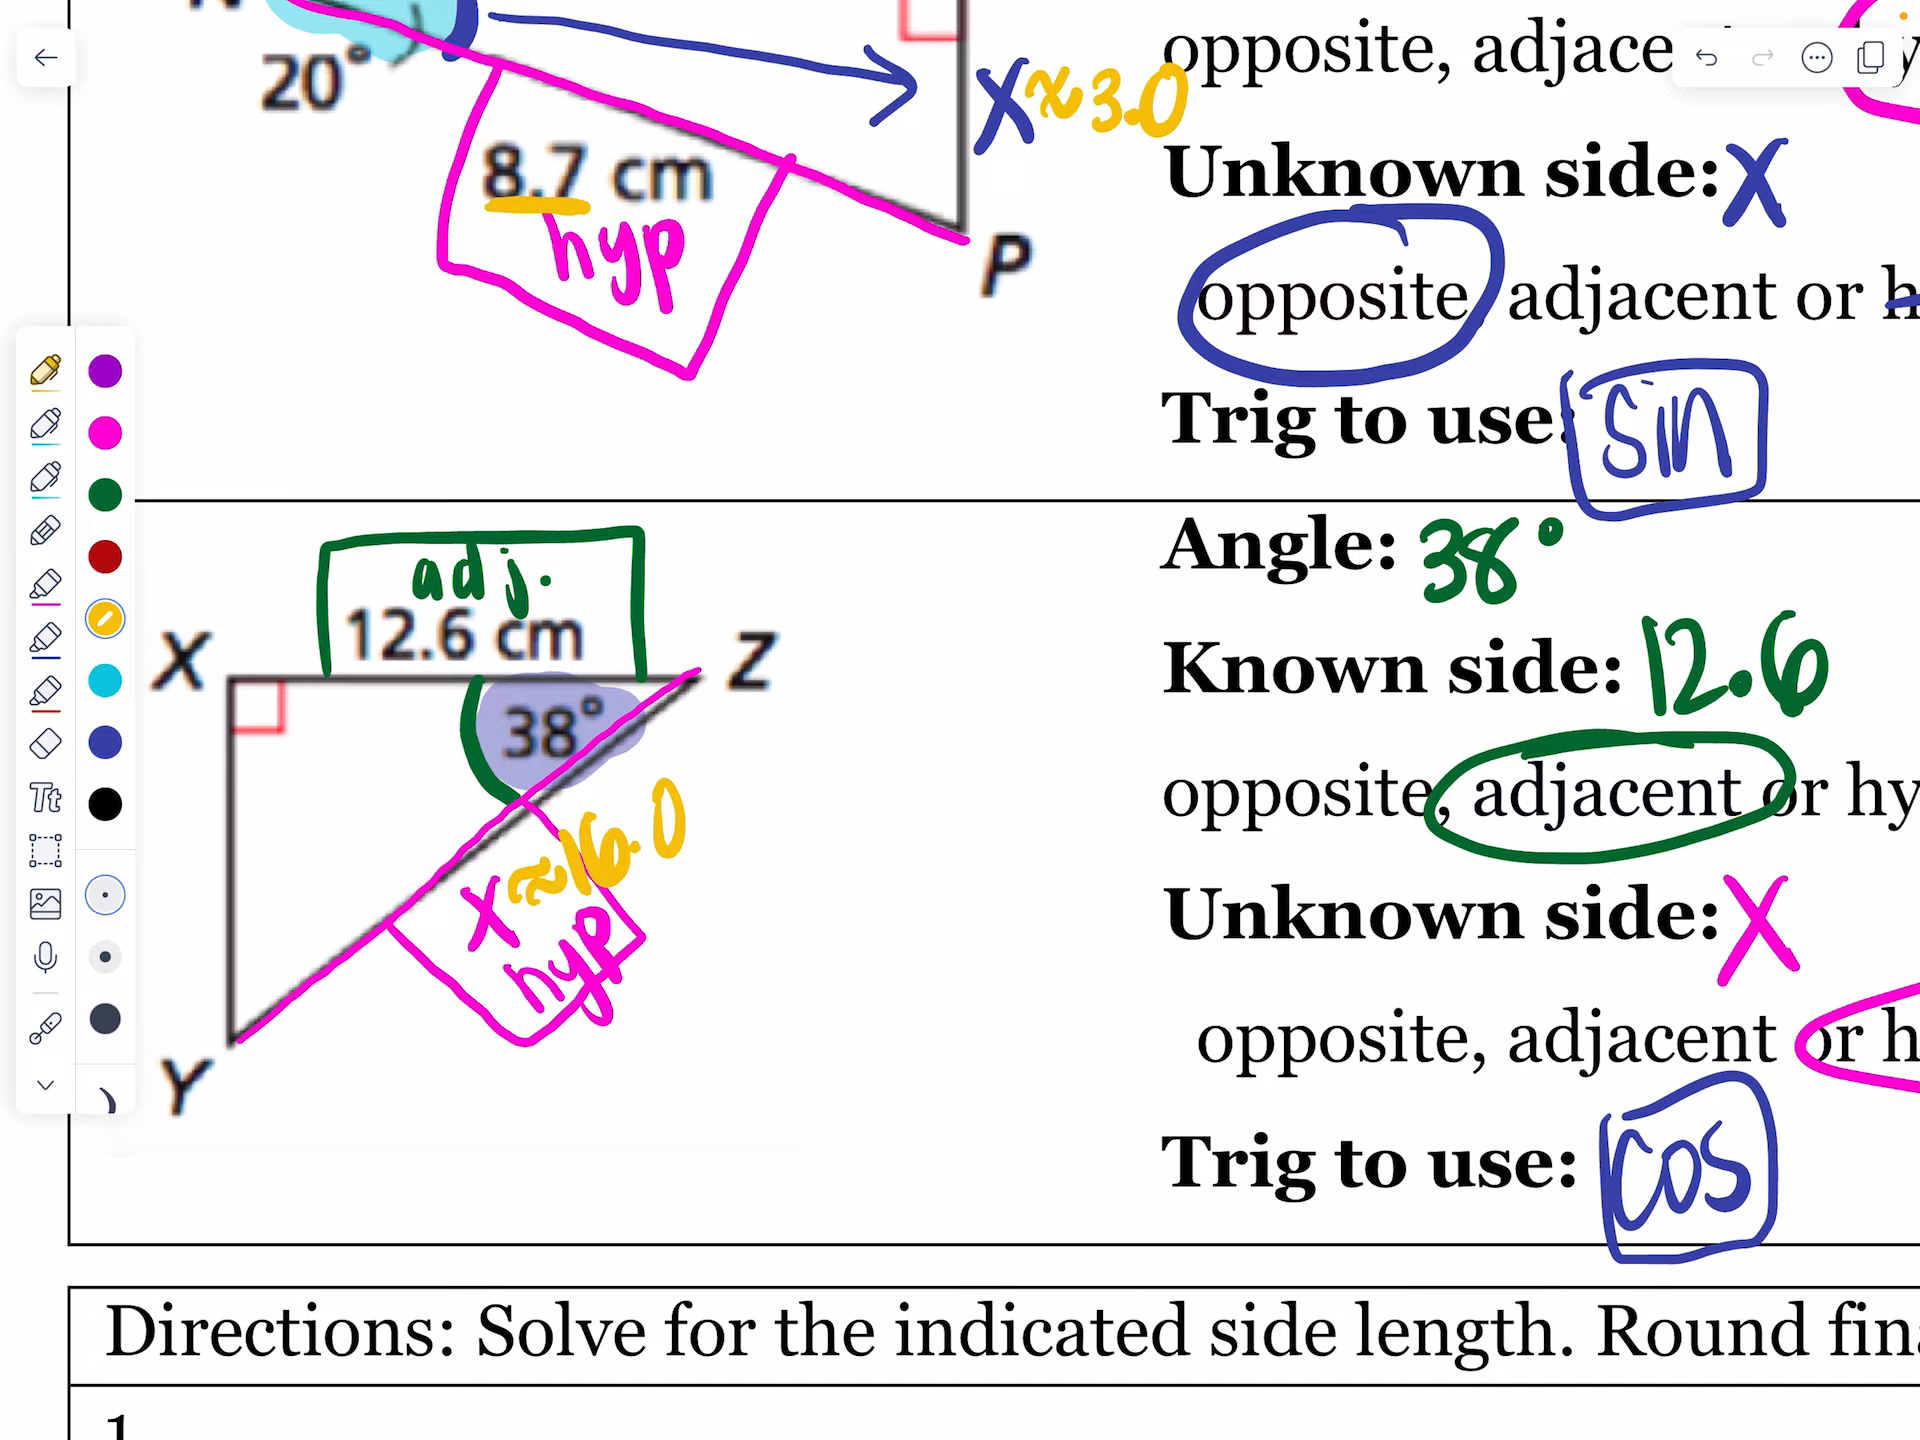 20°
8.7 cm
hyp
X ≈ 3.0
P
opposite, adjace
Unknown side: X
opposite, adjacent or h
Trig to use: sin
adj.
12.6 cm
X
Z
38°
x ≈ 16.0
hyp
Y
Angle: 38°
Known side: 12.6
opposite, adjacent or hy
Unknown side: X
opposite, adjacent or h
Trig to use: cos
Tt
Directions: Solve for the indicated side length. Round fin
1